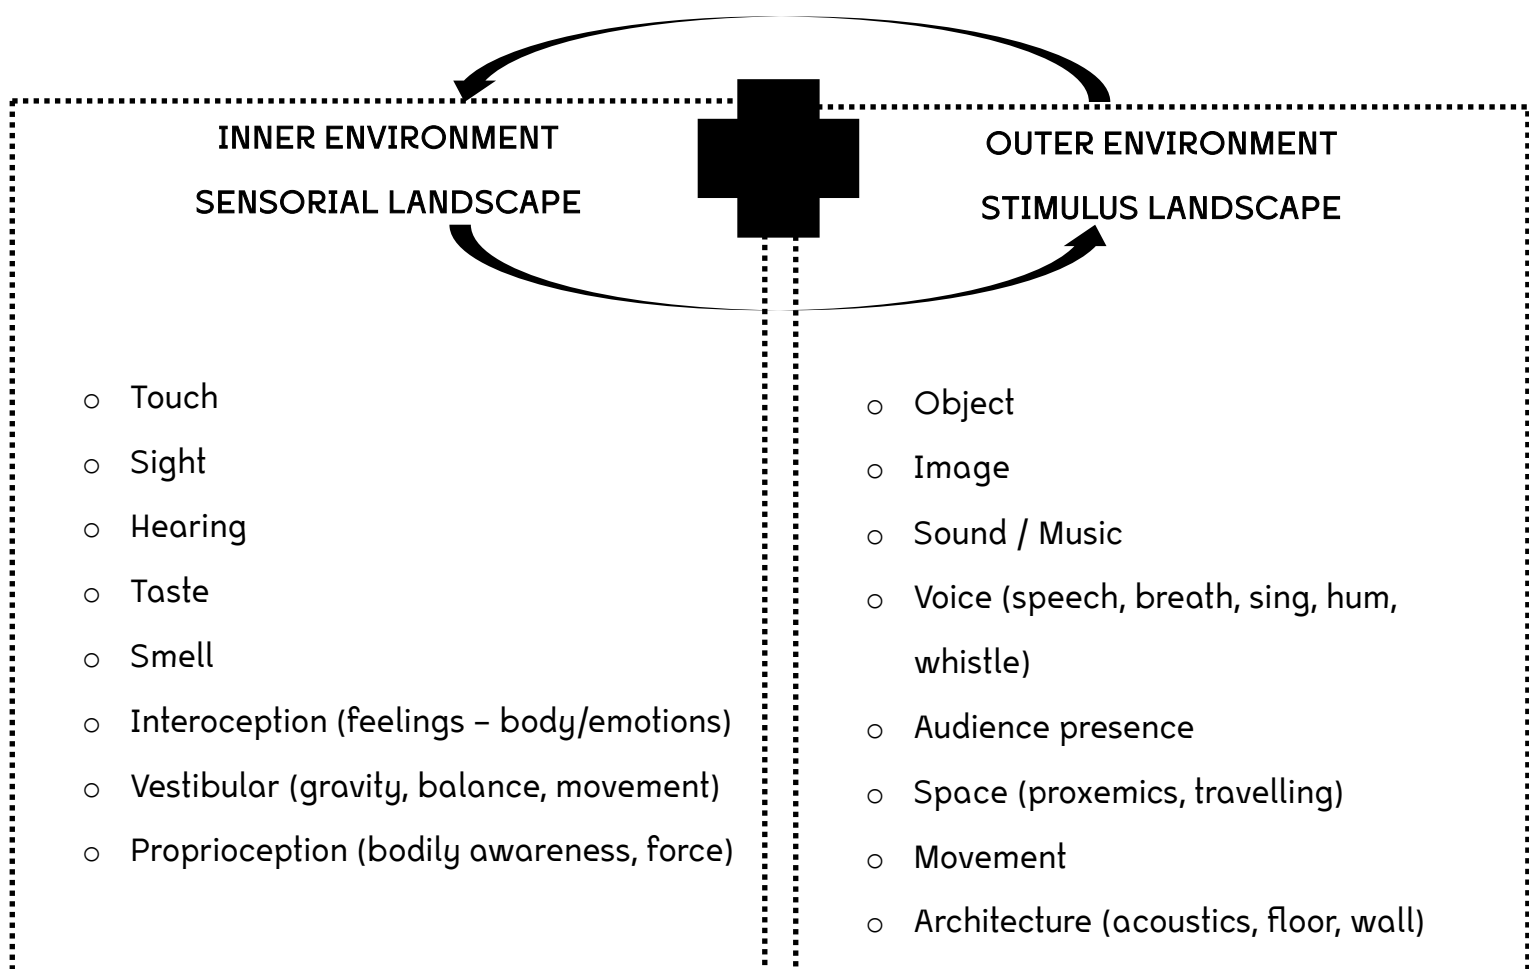 INNER ENVIRONMENT
SENSORIAL LANDSCAPE
o Touch
o Sight
o Hearing
o Taste
o Smell
o Interoception (feelings – body/emotions)
o Vestibular (gravity, balance, movement)
o Proprioception (bodily awareness, force)
OUTER ENVIRONMENT
STIMULUS LANDSCAPE
o Object
o Image
o Sound / Music
o Voice (speech, breath, sing, hum,
whistle)
o Audience presence
o Space (proxemics, travelling)
o Movement
o Architecture (acoustics, floor, wall)